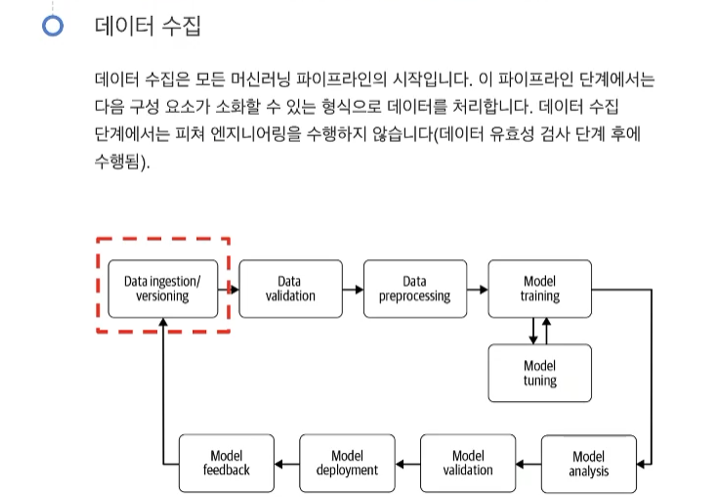 데이터 수집
데이터 수집은 모든 머신러닝 파이프라인의 시작입니다. 이 파이프라인 단계에서는
다음 구성 요소가 소화할 수 있는 형식으로 데이터를 처리합니다. 데이터 수집
단계에서는 피쳐 엔지니어링을 수행하지 않습니다(데이터 유효성 검사 단계 후에
수행됨).
Data ingestion/
versioning
Data
validation
Data
preprocessing
Model
training
Model
tuning
Model
feedback
Model
deployment
Model
validation
Model
analysis